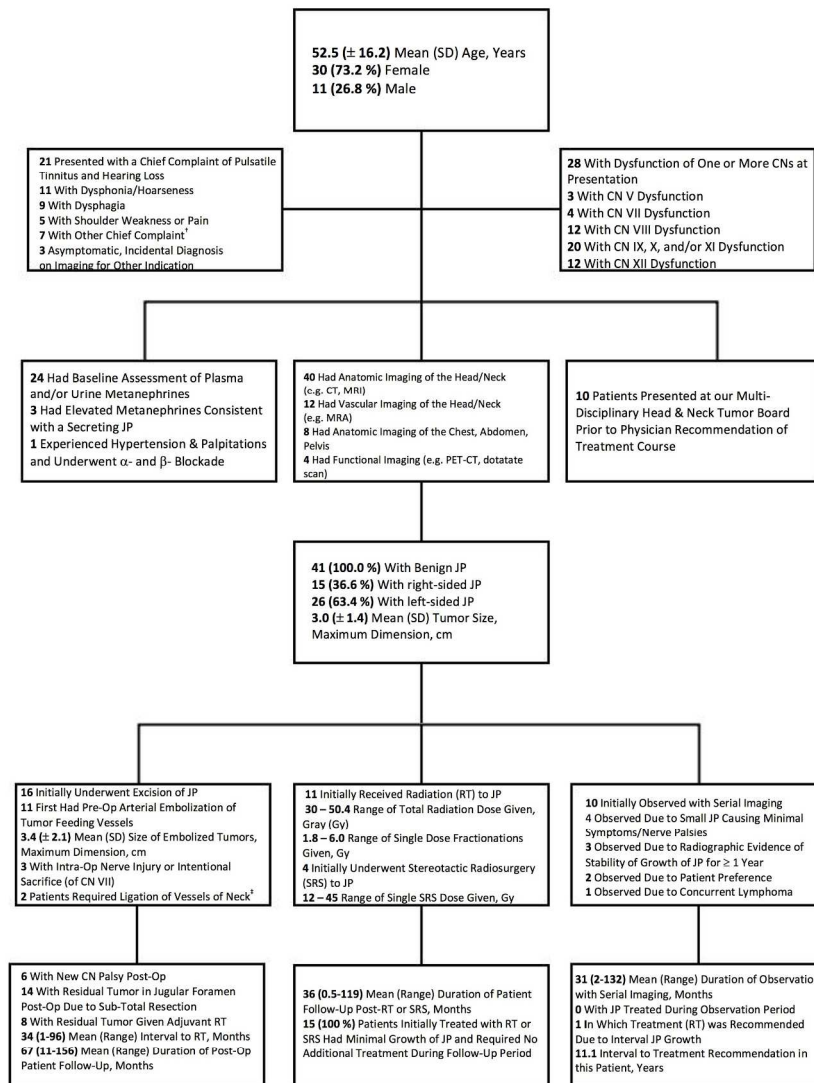 52.5 (± 16.2) Mean (SD) Age, Years
30 (73.2 %) Female
11 (26.8 %) Male
21 Presented with a Chief Complaint of Pulsatile
Tinnitus and Hearing Loss
11 With Dysphonia/Hoarseness
9 With Dysphagia
5 With Shoulder Weakness or Pain
7 With Other Chief Complaint†
3 Asymptomatic, Incidental Diagnosis
on Imaging for Other Indication
28 With Dysfunction of One or More CNs at
Presentation
3 With CN V Dysfunction
4 With CN VII Dysfunction
12 With CN VIII Dysfunction
20 With CN IX, X, and/or XI Dysfunction
12 With CN XII Dysfunction
24 Had Baseline Assessment of Plasma
and/or Urine Metanephrines
3 Had Elevated Metanephrines Consistent
with a Secreting JP
1 Experienced Hypertension & Palpitations
and Underwent α- and β- Blockade
40 Had Anatomic Imaging of the Head/Neck
(e.g. CT, MRI)
12 Had Vascular Imaging of the Head/Neck
(e.g. MRA)
8 Had Anatomic Imaging of the Chest, Abdomen,
Pelvis
4 Had Functional Imaging (e.g. PET-CT, dotatate
scan)
10 Patients Presented at our Multi-
Disciplinary Head & Neck Tumor Board
Prior to Physician Recommendation of
Treatment Course
41 (100.0 %) With Benign JP
15 (36.6 %) With right-sided JP
26 (63.4 %) With left-sided JP
3.0 (± 1.4) Mean (SD) Tumor Size,
Maximum Dimension, cm
16 Initially Underwent Excision of JP
11 First Had Pre-Op Arterial Embolization of
Tumor Feeding Vessels
3.4 (± 2.1) Mean (SD) Size of Embolized Tumors,
Maximum Dimension, cm
3 With Intra-Op Nerve Injury or Intentional
Sacrifice (of CN VII)
2 Patients Required Ligation of Vessels of Neck‡
11 Initially Received Radiation (RT) to JP
30 – 50.4 Range of Total Radiation Dose Given,
Gray (Gy)
1.8 – 6.0 Range of Single Dose Fractionations
Given, Gy
4 Initially Underwent Stereotactic Radiosurgery
(SRS) to JP
12 – 45 Range of Single SRS Dose Given, Gy
10 Initially Observed with Serial Imaging
4 Observed Due to Small JP Causing Minimal
Symptoms/Nerve Palsies
3 Observed Due to Radiographic Evidence of
Stability of Growth of JP for ≥ 1 Year
2 Observed Due to Patient Preference
1 Observed Due to Concurrent Lymphoma
6 With New CN Palsy Post-Op
14 With Residual Tumor in Jugular Foramen
Post-Op Due to Sub-Total Resection
8 With Residual Tumor Given Adjuvant RT
34 (1-96) Mean (Range) Interval to RT, Months
67 (11-156) Mean (Range) Duration of Post-Op
Patient Follow-Up, Months
36 (0.5-119) Mean (Range) Duration of Patient
Follow-Up Post-RT or SRS, Months
15 (100 %) Patients Initially Treated with RT or
SRS Had Minimal Growth of JP and Required No
Additional Treatment During Follow-Up Period
31 (2-132) Mean (Range) Duration of Observatio
with Serial Imaging, Months
0 With JP Treated During Observation Period
1 In Which Treatment (RT) was Recommended
Due to Interval JP Growth
11.1 Interval to Treatment Recommendation in
this Patient, Years